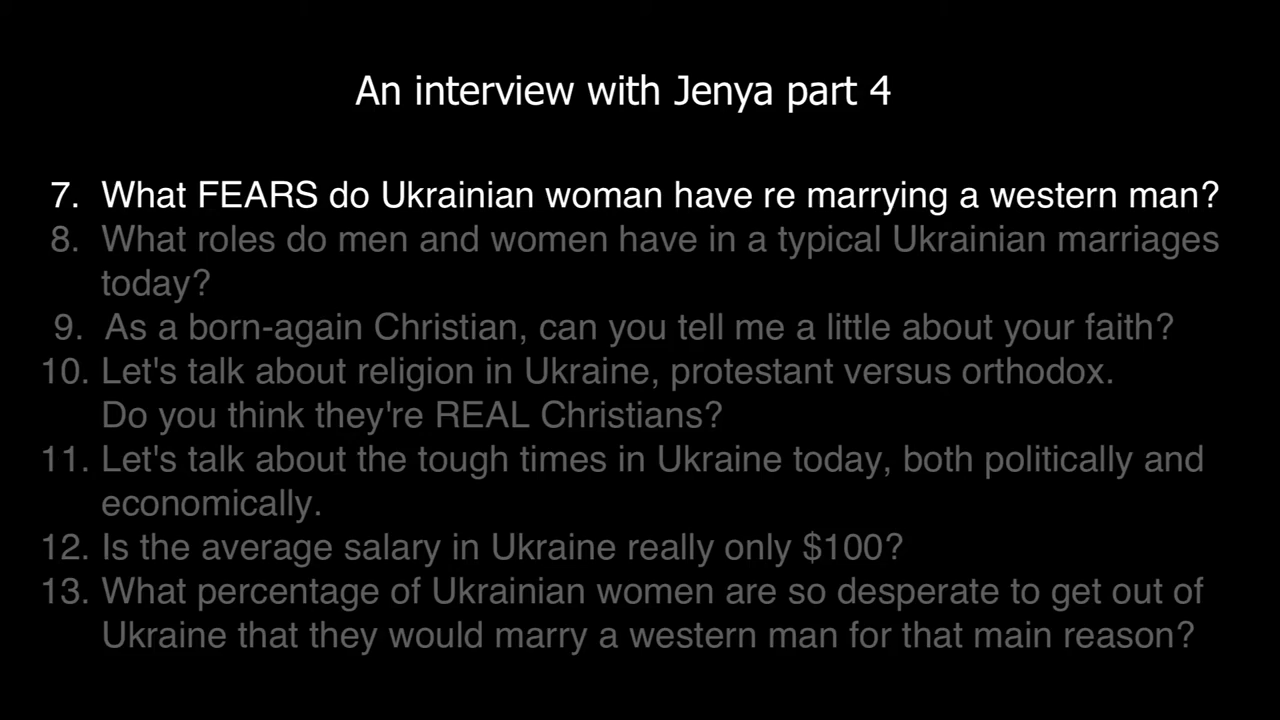 An interview with Jenya part 4
7. What FEARS do Ukrainian woman have re marrying a western man?
8. What roles do men and women have in a typical Ukrainian marriages
today?
9. As a born-again Christian, can you tell me a little about your faith?
10. Let's talk about religion in Ukraine, protestant versus orthodox.
Do you think they're REAL Christians?
11. Let's talk about the tough times in Ukraine today, both politically and
economically.
12. Is the average salary in Ukraine really only $100?
13. What percentage of Ukrainian women are so desperate to get out of
Ukraine that they would marry a western man for that main reason?